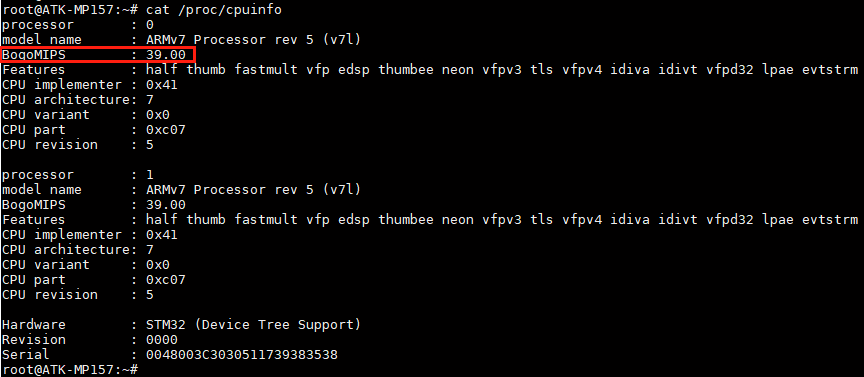 root@ATK-MP157:~# cat /proc/cpuinfo
processor : 0
model name : ARMv7 Processor rev 5 (v7l)
BogoMIPS : 39.00
Features : half thumb fastmult vfp edsp thumbee neon vfpv3 tls vfpv4 idiva idivt vfpd32 lpae evtstrm
CPU implementer : 0x41
CPU architecture: 7
CPU variant : 0x0
CPU part : 0xc07
CPU revision : 5
processor : 1
model name : ARMv7 Processor rev 5 (v7l)
BogoMIPS : 39.00
Features : half thumb fastmult vfp edsp thumbee neon vfpv3 tls vfpv4 idiva idivt vfpd32 lpae evtstrm
CPU implementer : 0x41
CPU architecture: 7
CPU variant : 0x0
CPU part : 0xc07
CPU revision : 5
Hardware : STM32 (Device Tree Support)
Revision : 0000
Serial : 0048003C3030511739383538
root@ATK-MP157:~#